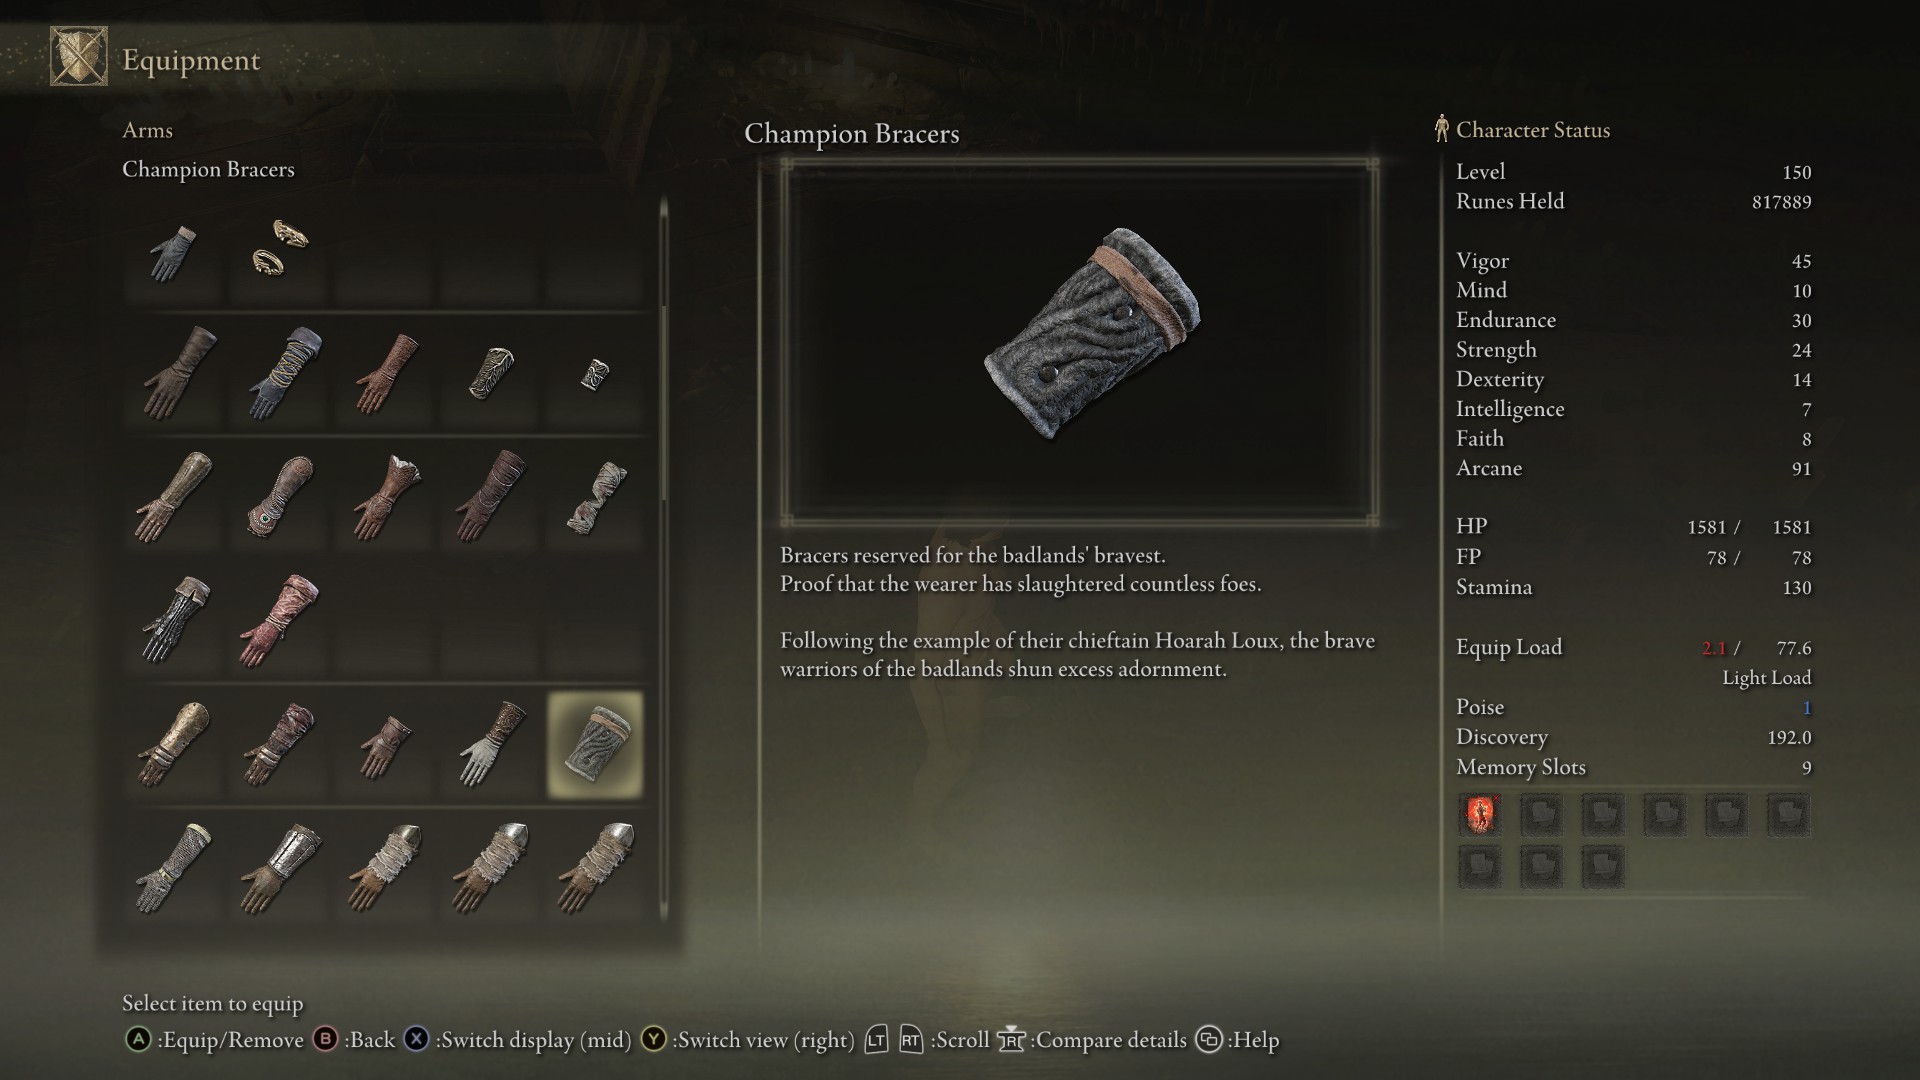 Equipment
Arms
Champion Bracers
Champion Bracers
Bracers reserved for the badlands' bravest.
Proof that the wearer has slaughtered countless foes.
Following the example of their chieftain Hoarah Loux, the brave
warriors of the badlands shun excess adornment.
Character Status
Level 150
Runes Held 817889
Vigor 45
Mind 10
Endurance 30
Strength 24
Dexterity 14
Intelligence 7
Faith 8
Arcane 91
HP 1581 / 1581
FP 78 / 78
Stamina 130
Equip Load 2.1 / 77.6
Light Load
Poise 1
Discovery 192.0
Memory Slots 9
Select item to equip
A :Equip/Remove B :Back X :Switch display (mid) Y :Switch view (right) LT RT :Scroll R :Compare details :Help